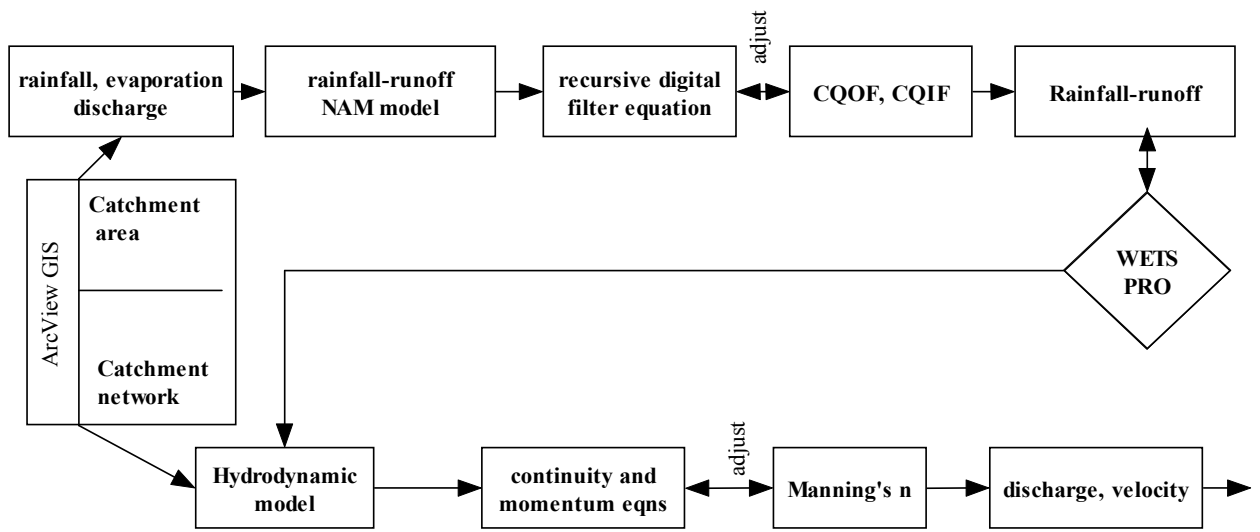 adjust
rainfall, evaporation
discharge
rainfall-runoff
NAM model
recursive digital
filter equation
CQOF, CQIF
Rainfall-runoff
ArcView GIS
Catchment
area
Catchment
network
WETS
PRO
adjust
Hydrodynamic
model
continuity and
momentum eqns
Manning's n
discharge, velocity